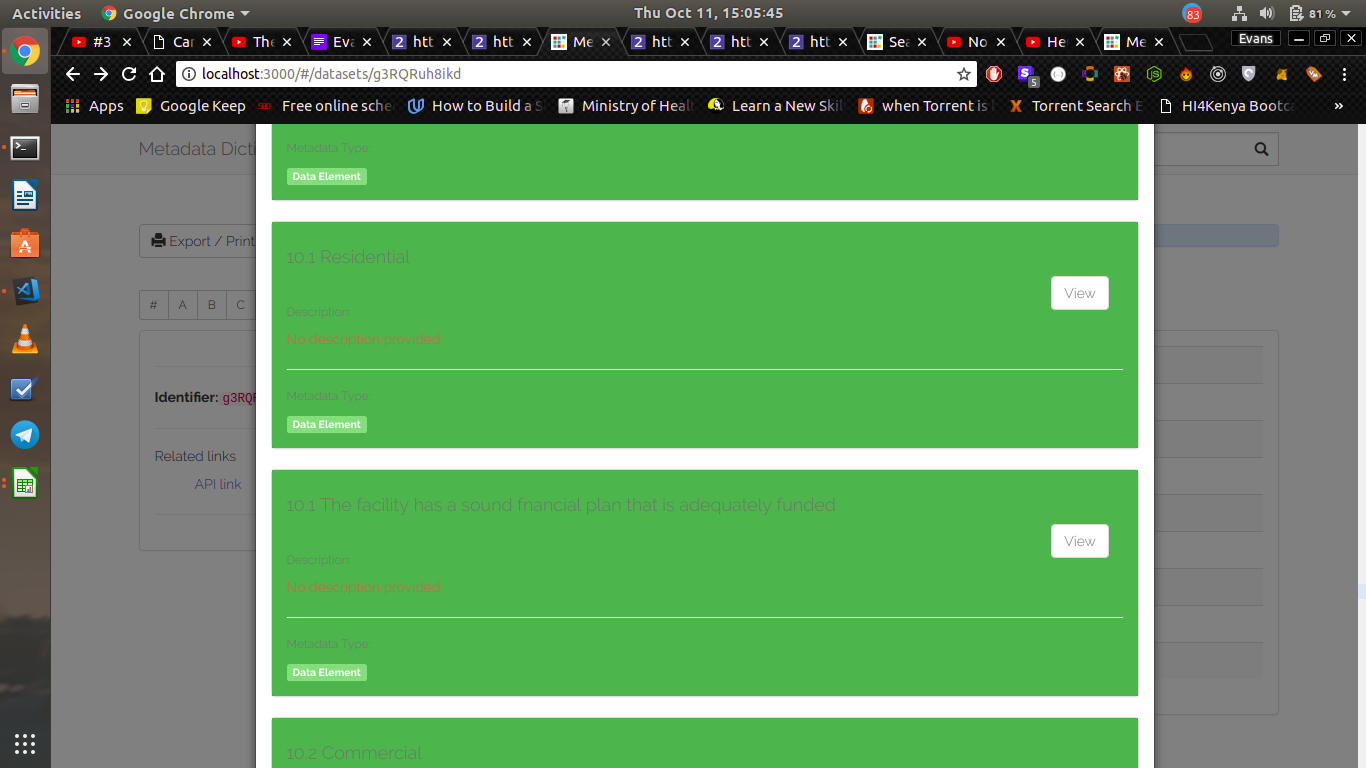 Activities
Google Chrome
Thu Oct 11, 15:05:45
83
81 %
#3
Car
The
Eva
htt
htt
Me
htt
htt
htt
Sea
No
He
Me
Evans
localhost:3000/#/datasets/g3RQRuh8ikd
5
Apps
Google Keep
Free online sche
How to Build a S
Ministry of Healt
Learn a New Skil
when Torrent is
Torrent Search E
HI4Kenya Bootca
»
Metadata Dicti
Export / Print
# A B C
Identifier: g3RQR
Related links
API link
Metadata Type:
Data Element
10.1 Residential
View
Description:
No description provided
Metadata Type:
Data Element
10.1 The facility has a sound fnancial plan that is adequately funded
View
Description:
No description provided
Metadata Type:
Data Element
10.2 Commercial